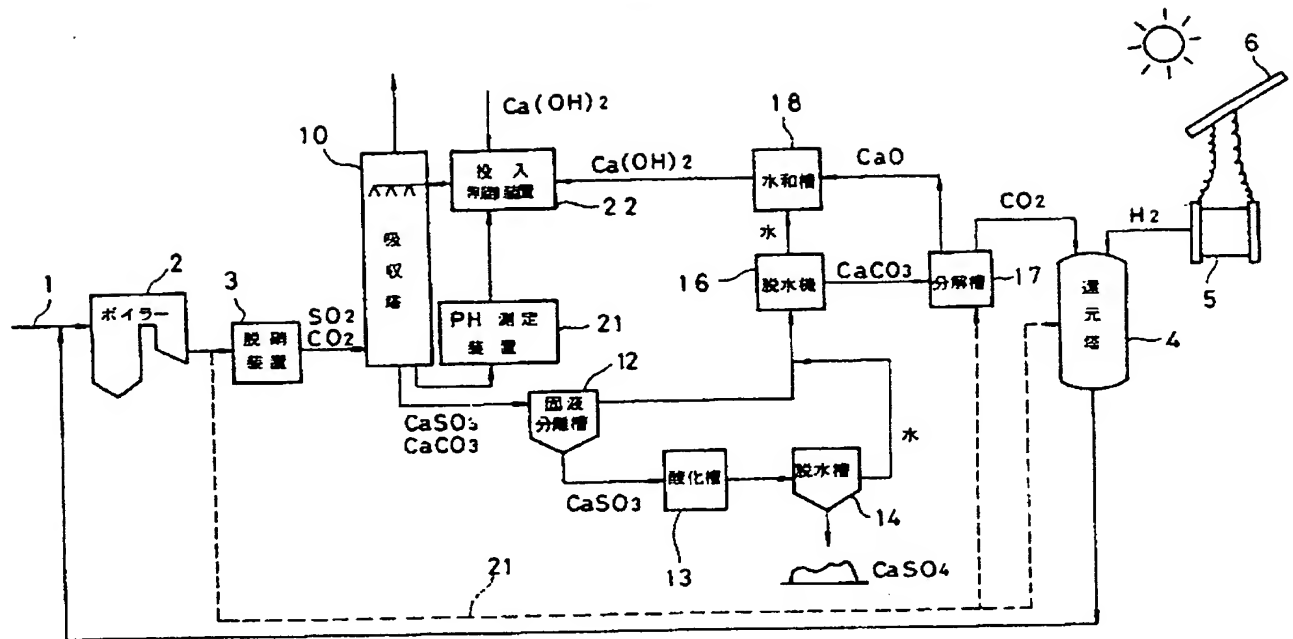 6
Ca(OH)2
18
10
投入
制御装置
Ca(OH)2
水和槽
CaO
22
CO2
H2
吸収塔
水
1
2
ボイラー
3
脱硝
装置
SO2
CO2
PH 測定
装置
21
16
脱水機
CaCO3
分解槽
17
還元塔
5
4
12
固液
分離槽
CaSO3
CaCO3
水
CaSO3
酸化槽
脱水槽
14
13
CaSO4
21